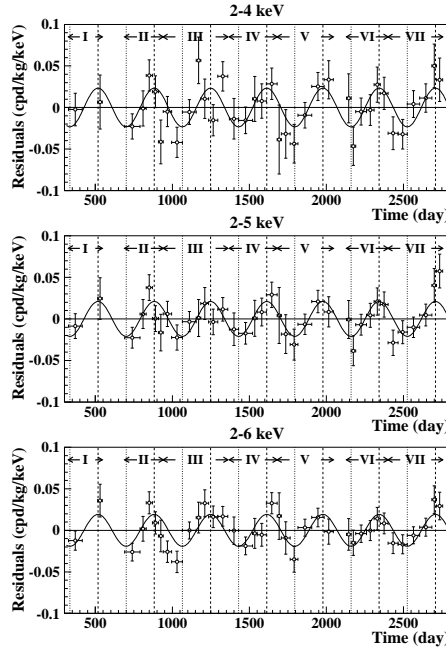 2-4 keV
Residuals (cpd/kg/keV)
0.1
0.05
0
-0.05
-0.1
I II III IV V VI VII
500 1000 1500 2000 2500
Time (day)
2-5 keV
Residuals (cpd/kg/keV)
0.1
0.05
0
-0.05
-0.1
I II III IV V VI VII
500 1000 1500 2000 2500
Time (day)
2-6 keV
Residuals (cpd/kg/keV)
0.1
0.05
0
-0.05
-0.1
I II III IV V VI VII
500 1000 1500 2000 2500
Time (day)